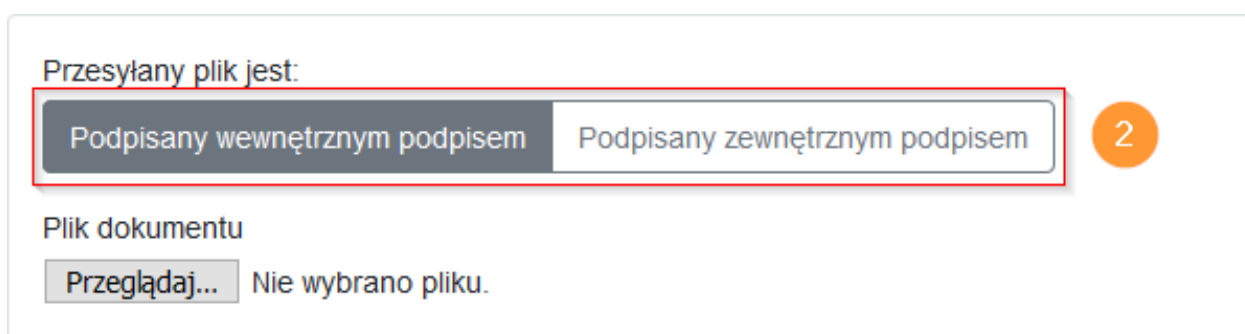 Przesyłany plik jest:
Podpisany wewnętrznym podpisem Podpisany zewnętrznym podpisem 2
Plik dokumentu
Przeglądaj... Nie wybrano pliku.